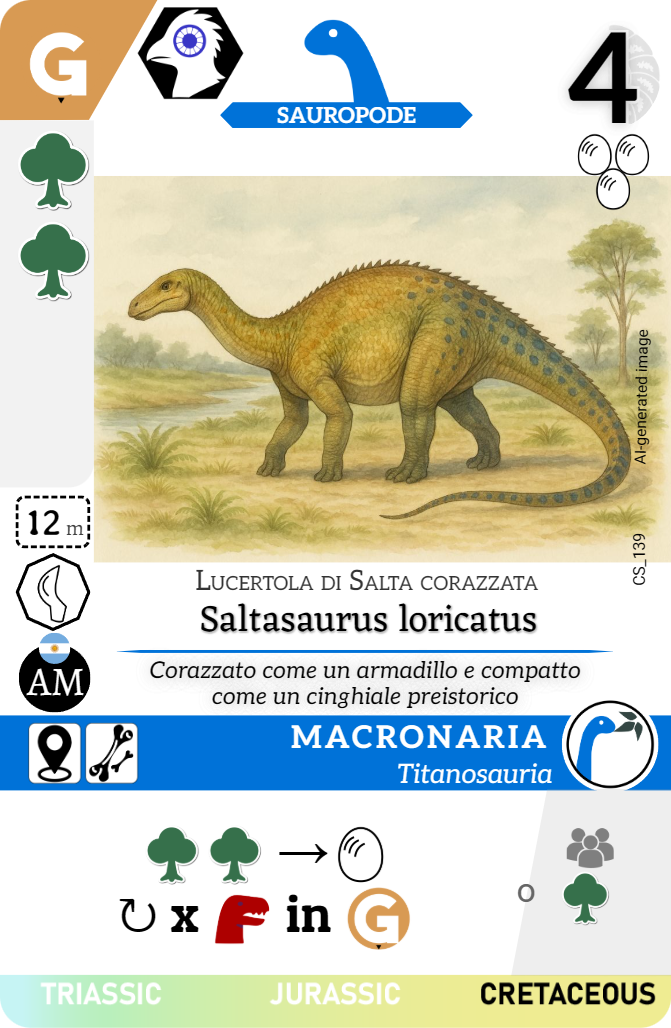 G
SAUROPODE
4
12 m
AM
AI-generated image
CS_139
Lucertola di Salta corazzata
Saltasaurus loricatus
Corazzato come un armadillo e compatto
come un cinghiale preistorico
MACRONARIA
Titanosauria
→
↻ x in G
o
TRIASSIC JURASSIC CRETACEOUS